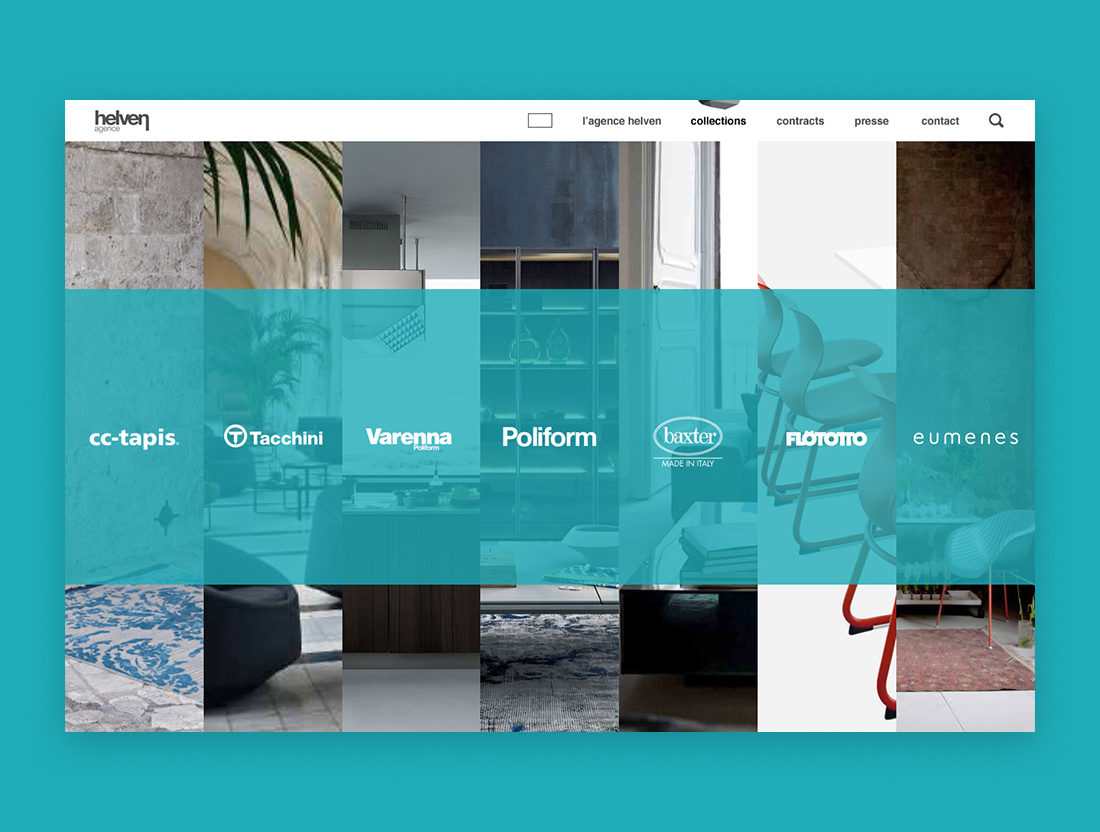 helven
agence
l'agence helven
collections
contracts
presse
contact
cc-tapis.
T Tacchini
Varenna
Poliform
Poliform
baxter
MADE IN ITALY
FLÖTOTTO
eumenes